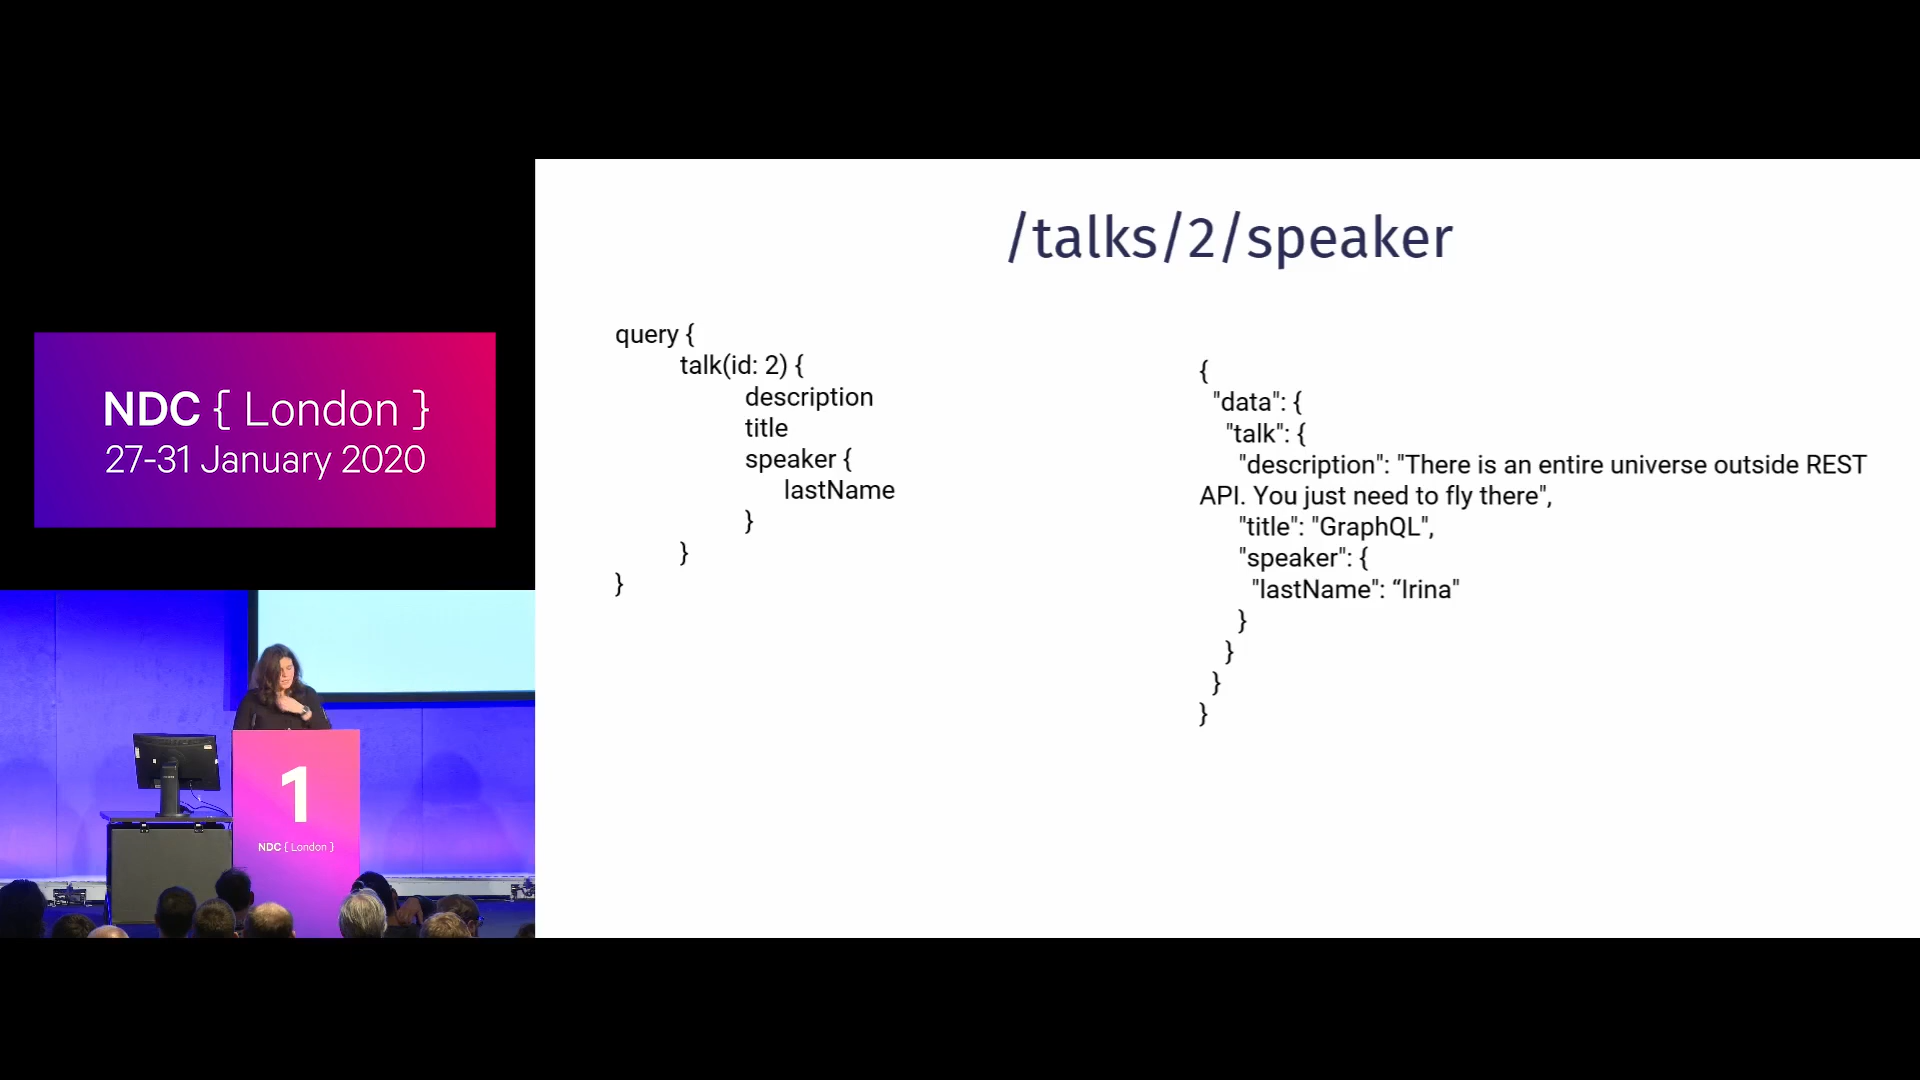 /talks/2/speaker
query {
talk(id: 2) {
description
title
speaker {
lastName
}
}
}
{
"data": {
"talk": {
"description": "There is an entire universe outside REST
API. You just need to fly there",
"title": "GraphQL",
"speaker": {
"lastName": “Irina"
}
}
}
}
NDC { London }
27-31 January 2020
1
NDC { London }